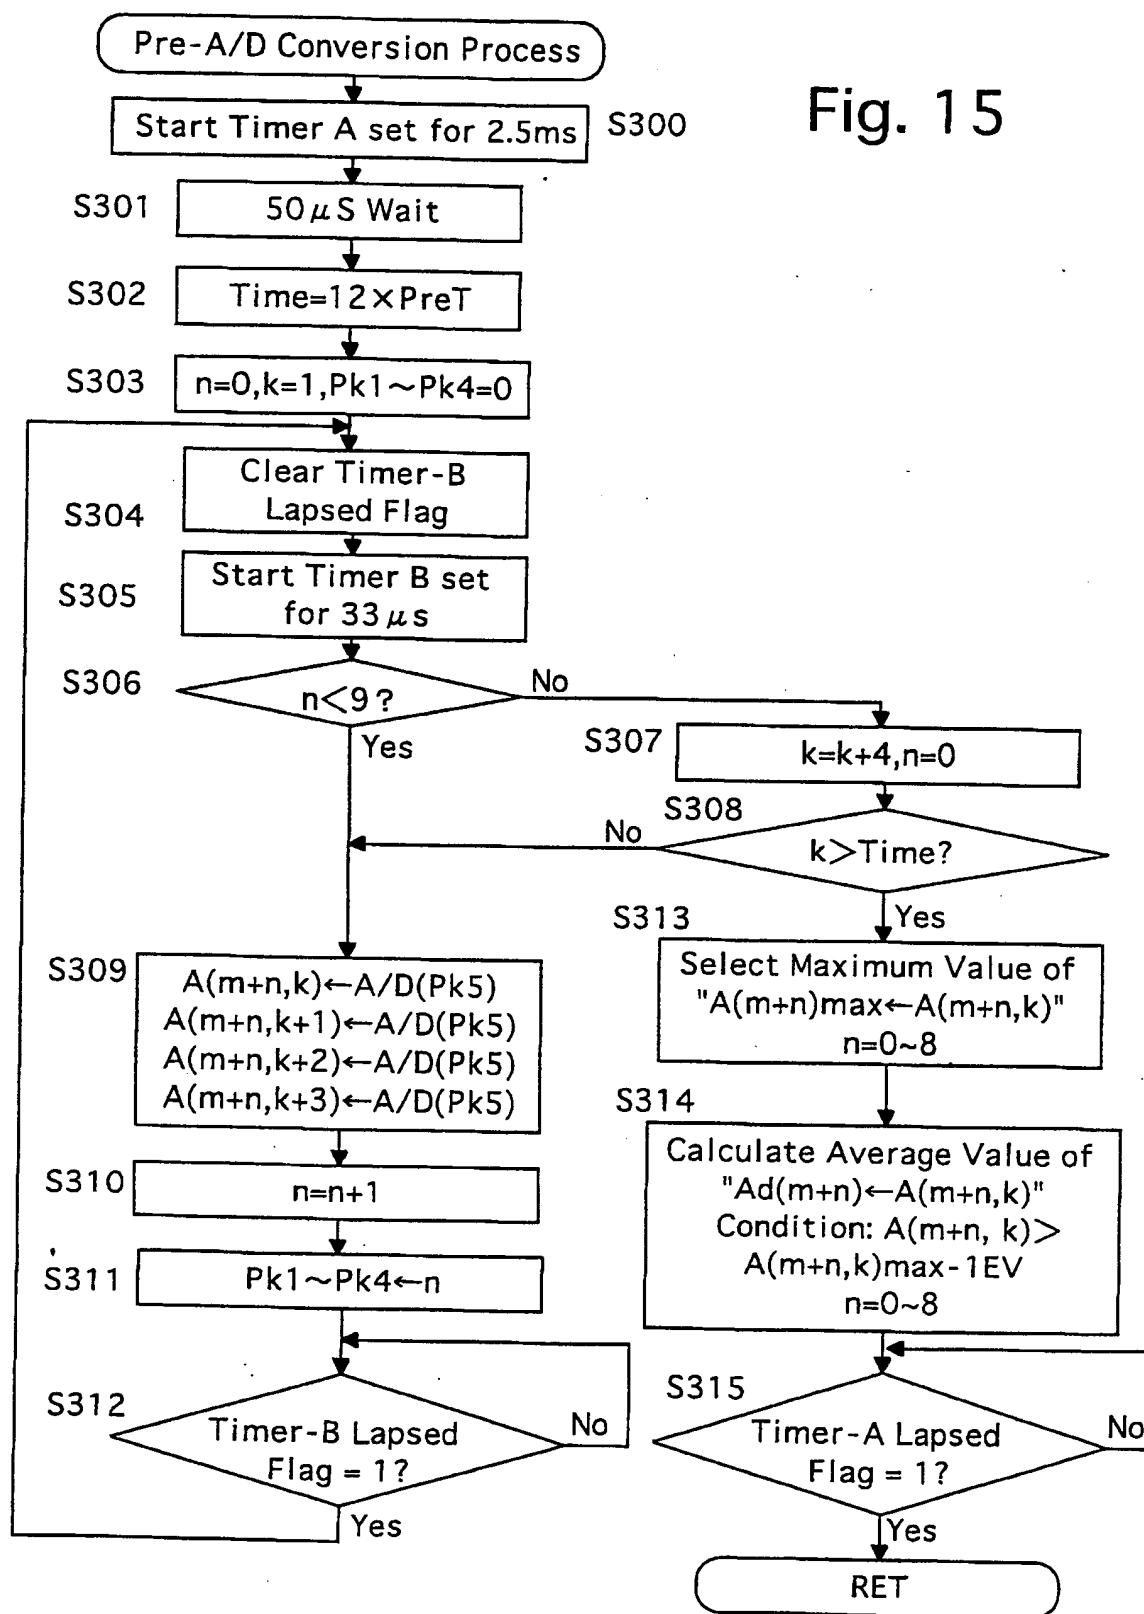 Pre-A/D Conversion Process
Fig. 15
Start Timer A set for 2.5ms
S300
S301
50μS Wait
S302
Time=12×PreT
S303
n=0,k=1,Pk1~Pk4=0
Clear Timer-B
Lapsed Flag
S304
Start Timer B set
for 33μs
S305
S306
n<9?
No
Yes
S307
k=k+4,n=0
S308
k>Time?
No
Yes
S309
A(m+n,k)←A/D(Pk5)
A(m+n,k+1)←A/D(Pk5)
A(m+n,k+2)←A/D(Pk5)
A(m+n,k+3)←A/D(Pk5)
S310
n=n+1
S311
Pk1~Pk4←n
S312
Timer-B Lapsed
Flag = 1?
No
Yes
S313
Select Maximum Value of
"A(m+n)max←A(m+n,k)"
n=0~8
S314
Calculate Average Value of
"Ad(m+n)←A(m+n,k)"
Condition: A(m+n, k)>
A(m+n,k)max-1EV
n=0~8
S315
Timer-A Lapsed
Flag = 1?
No
Yes
RET